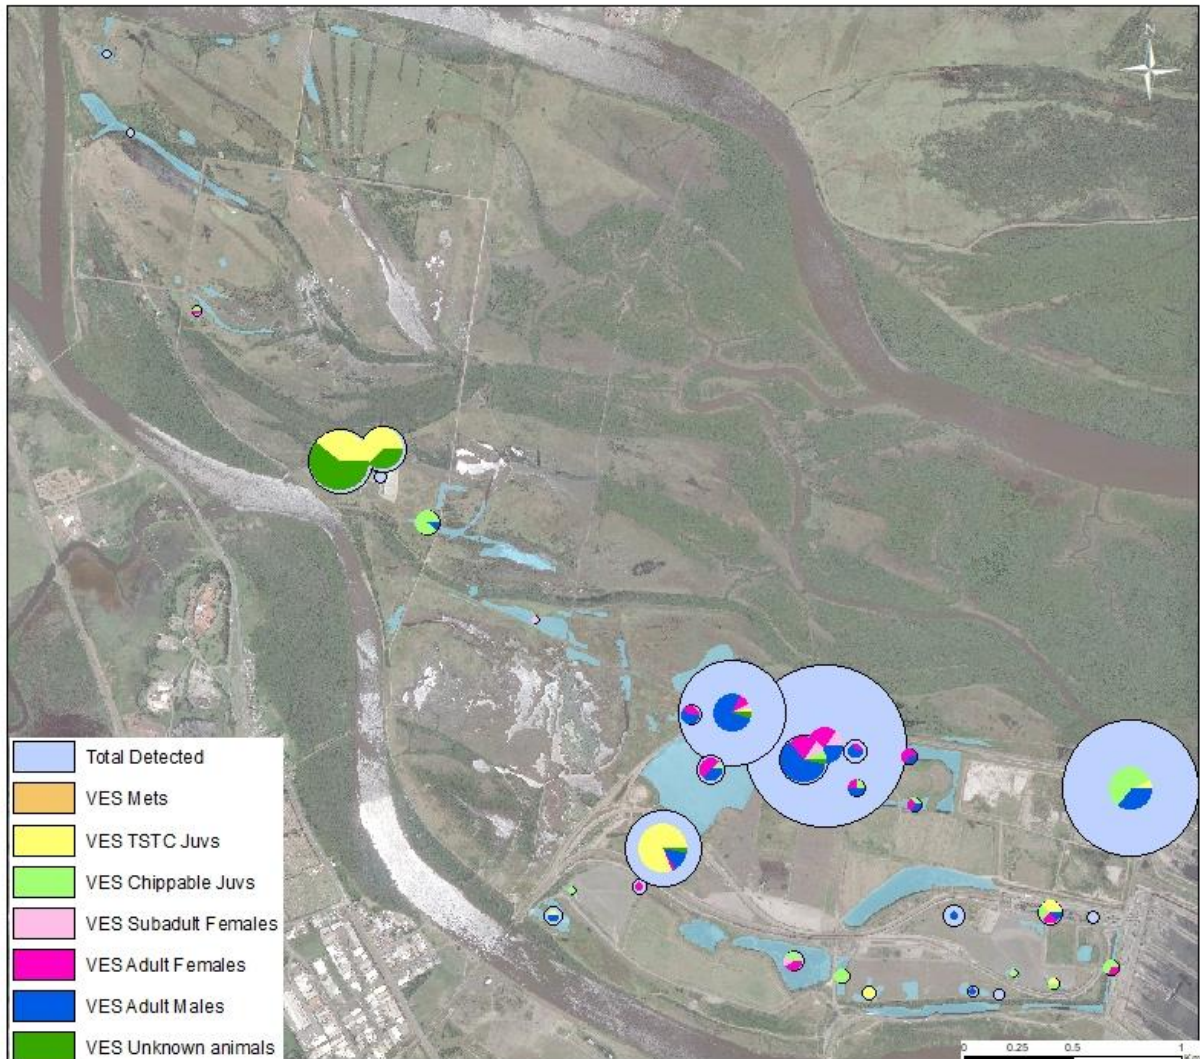 N
Total Detected
VES Mets
VES TSTC Juvs
VES Chippable Juvs
VES Subadult Females
VES Adult Females
VES Adult Males
VES Unknown animals
0 0.25 0.5 1